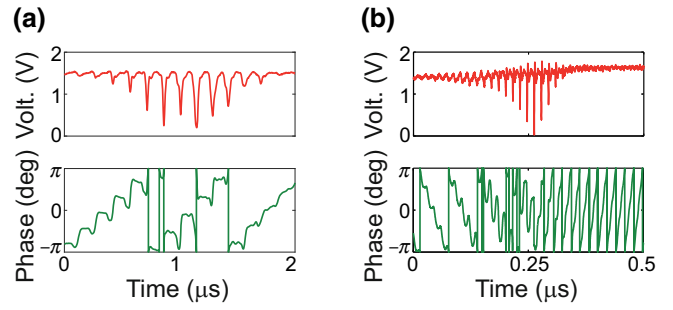 (a)
(b)
Volt. (V)
2
1
0
Volt. (V)
2
1
0
Phase (deg)
π
0
−π
Phase (deg)
π
0
−π
0
1
2
Time (μs)
0
0.25
0.5
Time (μs)